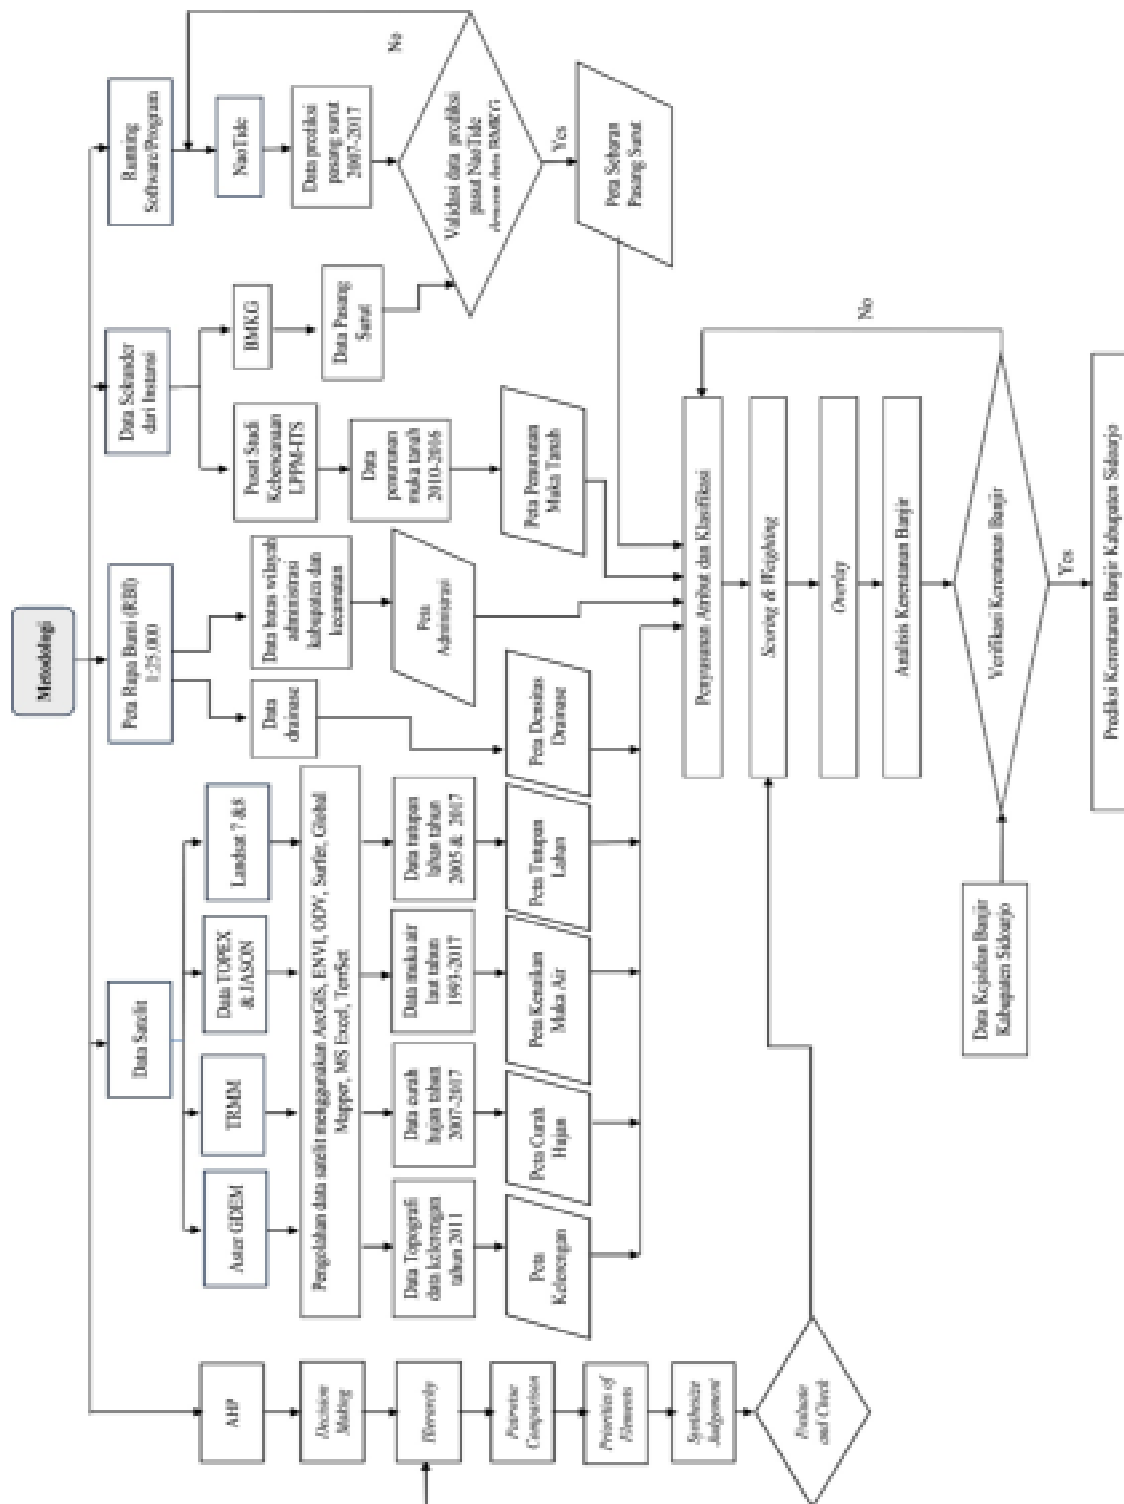 Metodologi
AHP
Data Satelit
Peta Rupa Bumi (RBI)
1:25.000
Data Sekunder
dari Instansi
Running
Software/Program
Decision
Making
Hierarchy
Pairwise
Comparison
Priorities of
Elements
Synthesize
Judgement
Evaluate
and Check
Aster GDEM
TRMM
Data TOPEX
& JASON
Landsat 7 &8
Pengolahan data satelit menggunakan ArcGIS, ENVI, ODV, Surfer, Global
Mapper, MS Excel, TerrSet
Data Topografi
data kelerengan
tahun 2011
Data curah
hujan tahun
2007-2017
Data muka air
laut tahun
1993-2017
Data tutupan
lahan tahun
2005 & 2017
Peta
Kelerengan
Peta Curah
Hujan
Peta Kenaikan
Muka Air
Peta Tutupan
Lahan
Peta Densitas
Drainase
Data
drainase
Data batas wilayah
administrasi
kabupaten dan
kecamatan
Peta
Administrasi
Pusat Studi
Kebencanaan
LPPM-ITS
Data
penurunan
muka tanah
2010-2016
Peta Penurunan
Muka Tanah
BMKG
Data Pasang
Surut
NaoTide
Data prediksi
pasang surut
2007-2017
Validasi data prediksi
pasut NaoTide
dengan data BMKG
No
Yes
Peta Sebaran
Pasang Surut
Penyusunan Atribut dan Klasifikasi
Scoring & Weighting
Overlay
Analisis Kerentanan Banjir
Verifikasi Kerentanan Banjir
No
Yes
Data Kejadian Banjir
Kabupaten Sidoarjo
Prediksi Kerentanan Banjir Kabupaten Sidoarjo